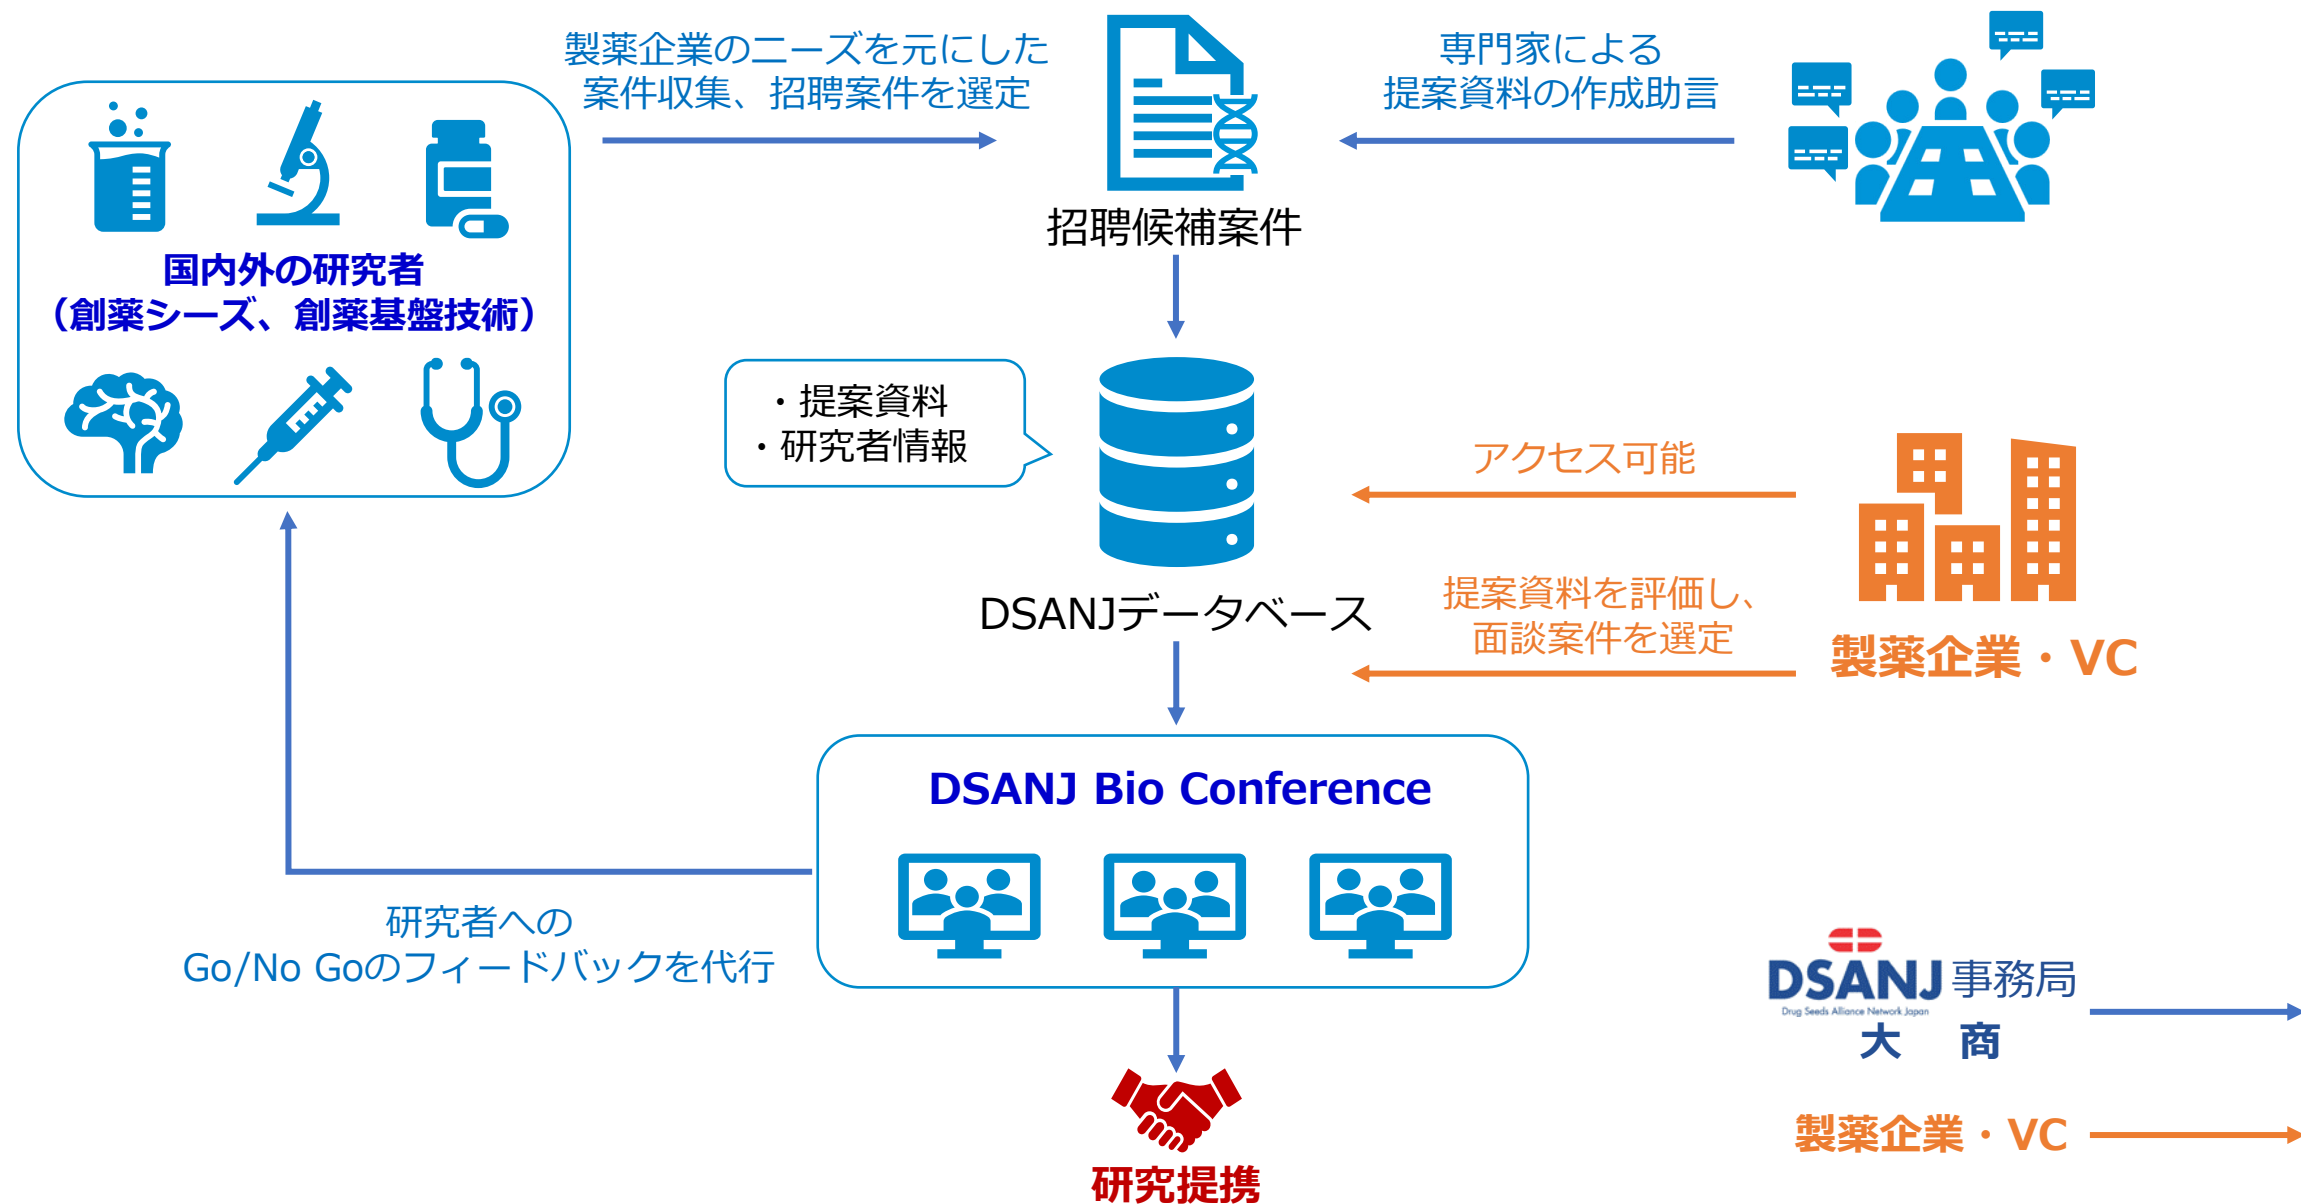 製薬企業のニーズを元にした
案件収集、招聘案件を選定
専門家による
提案資料の作成助言
国内外の研究者
（創薬シーズ、創薬基盤技術）
招聘候補案件
・提案資料
・研究者情報
アクセス可能
DSANJデータベース
提案資料を評価し、
面談案件を選定
製薬企業・VC
DSANJ Bio Conference
研究者への
Go/No Goのフィードバックを代行
DSANJ事務局
Drug Seeds Alliance Network Japan
大　商
製薬企業・VC
研究提携